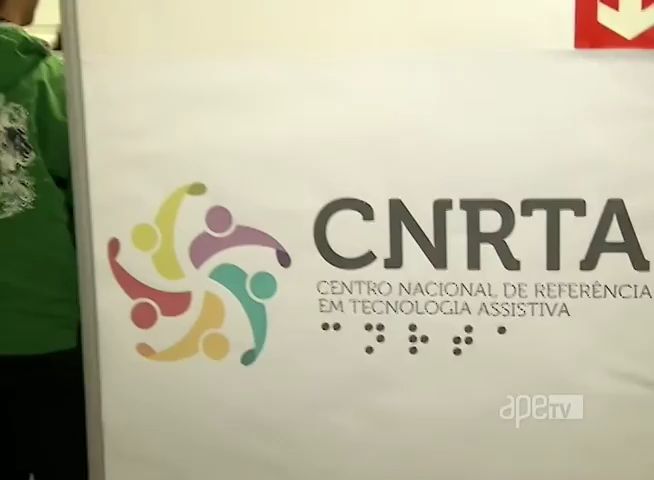 CNRTA
CENTRO NACIONAL DE REFERÊNCIA
EM TECNOLOGIA ASSISTIVA
⠉⠝⠗⠞⠁
apeTV